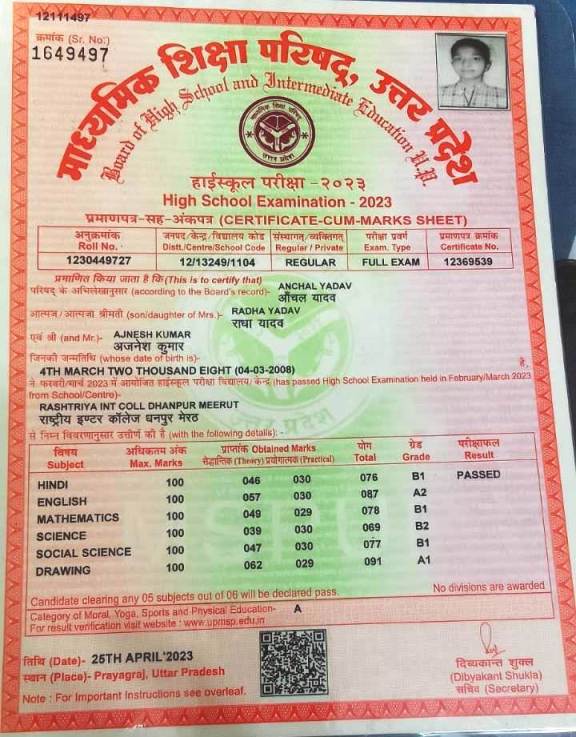 12111497
क्रमांक (Sr. No:)
1649497
माध्यमिक शिक्षा परिषद्, उत्तर प्रदेश
Board of High School and Intermediate Education U.P.
माध्यमिक शिक्षा परिषद्
उत्तर प्रदेश
हाईस्कूल परीक्षा -२०२३
High School Examination - 2023
प्रमाणपत्र-सह-अंकपत्र (CERTIFICATE-CUM-MARKS SHEET)
अनुक्रमांक जनपद/केन्द्र/विद्यालय कोड संस्थागत/व्यक्तिगत परीक्षा प्रवर्ग प्रमाणपत्र क्रमांक
Roll No. Distt./Centre/School Code Regular / Private Exam. Type Certificate No.
1230449727 12/13249/1104 REGULAR FULL EXAM 12369539
प्रमाणित किया जाता है कि (This is to certify that) ANCHAL YADAV
परिषद् के अभिलेखानुसार (according to the Board's record)- आँचल यादव
आत्मज/आत्मजा श्रीमती (son/daughter of Mrs.)- RADHA YADAV
राधा यादव
एवं श्री (and Mr.)- AJNESH KUMAR
अजनेश कुमार
जिनकी जन्मतिथि (whose date of birth is)-
4TH MARCH TWO THOUSAND EIGHT (04-03-2008) है,
ने फरवरी/मार्च 2023 में आयोजित हाईस्कूल परीक्षा विद्यालय/केन्द्र (has passed High School Examination held in February/March 2023
from School/Centre)-
RASHTRIYA INT COLL DHANPUR MEERUT
राष्ट्रीय इण्टर कॉलेज धनपुर मेरठ
से निम्न विवरणानुसार उत्तीर्ण की है (with the following details):-
विषय अधिकतम अंक प्राप्तांक Obtained Marks योग ग्रेड परीक्षाफल
Subject Max. Marks सैद्धान्तिक (Theory) प्रयोगात्मक (Practical) Total Grade Result
HINDI 100 046 030 076 B1 PASSED
ENGLISH 100 057 030 087 A2
MATHEMATICS 100 049 029 078 B1
SCIENCE 100 039 030 069 B2
SOCIAL SCIENCE 100 047 030 077 B1
DRAWING 100 062 029 091 A1
Candidate clearing any 05 subjects out of 06 will be declared pass. No divisions are awarded
Category of Moral, Yoga, Sports and Physical Education- A
For result verification visit website : www.upmsp.edu.in
तिथि (Date)- 25TH APRIL'2023
स्थान (Place)- Prayagraj, Uttar Pradesh
Note : For Important Instructions see overleaf.
दिब्यकान्त शुक्ल
(Dibyakant Shukla)
सचिव (Secretary)